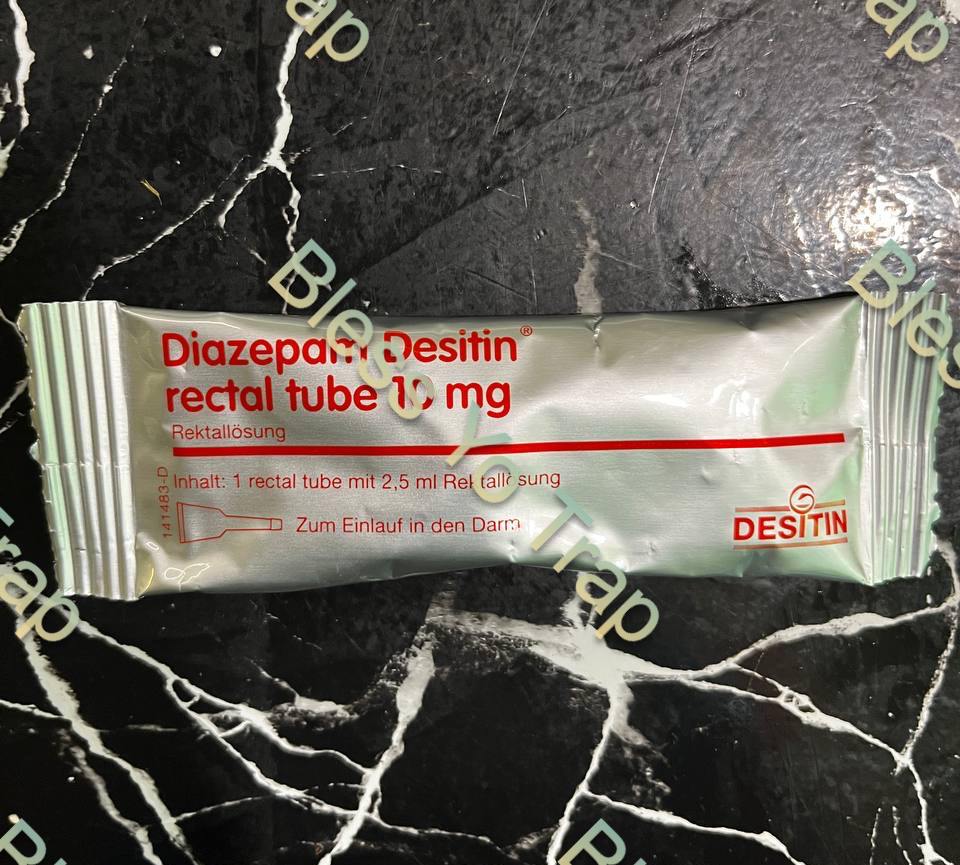 Diazepam Desitin®
rectal tube 10 mg
Rektallösung
Inhalt: 1 rectal tube mit 2,5 ml Rektallösung
141483-D
Zum Einlauf in den Darm
DESITIN
Bless Yo Trap